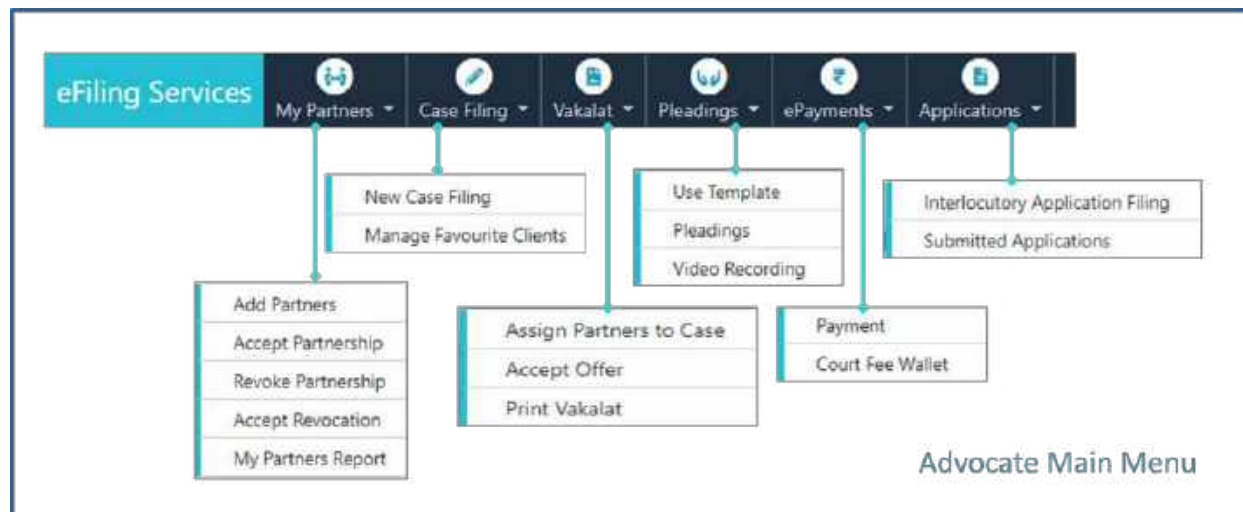 eFiling Services
My Partners
Case Filing
Vakalat
Pleadings
ePayments
Applications
New Case Filing
Manage Favourite Clients
Use Template
Pleadings
Video Recording
Interlocutory Application Filing
Submitted Applications
Add Partners
Accept Partnership
Revoke Partnership
Accept Revocation
My Partners Report
Assign Partners to Case
Accept Offer
Print Vakalat
Payment
Court Fee Wallet
Advocate Main Menu